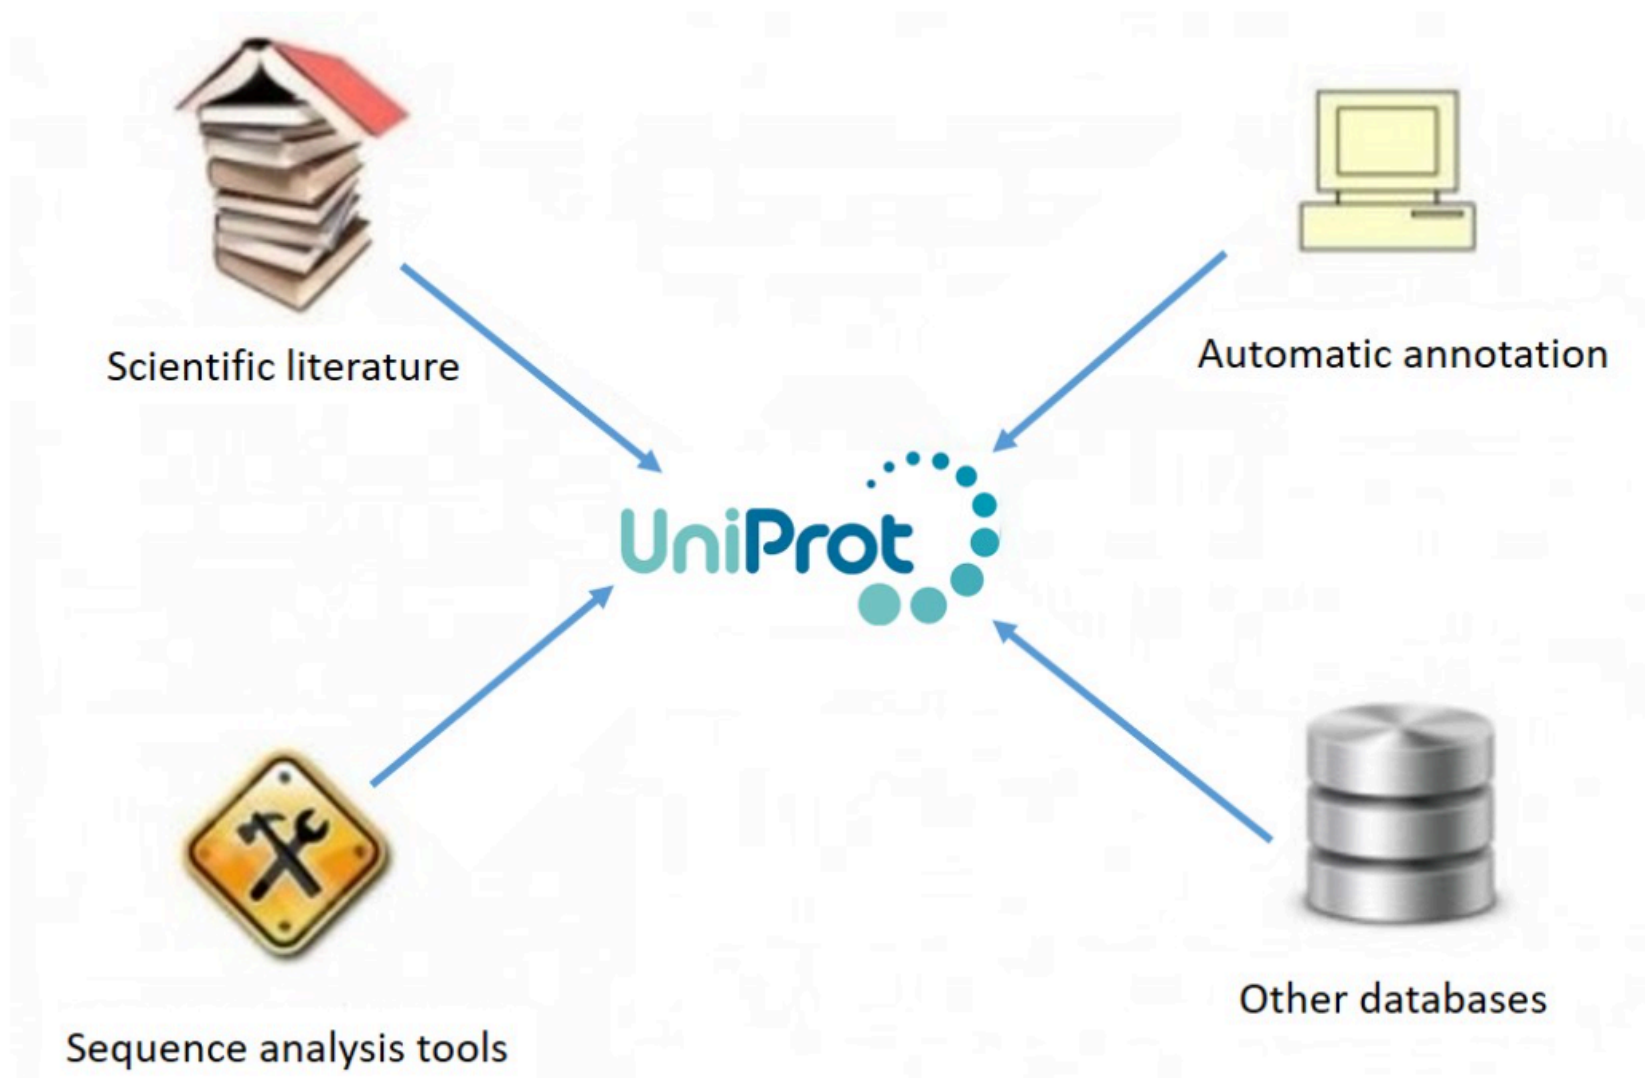 Scientific literature
Automatic annotation
UniProt
Other databases
Sequence analysis tools